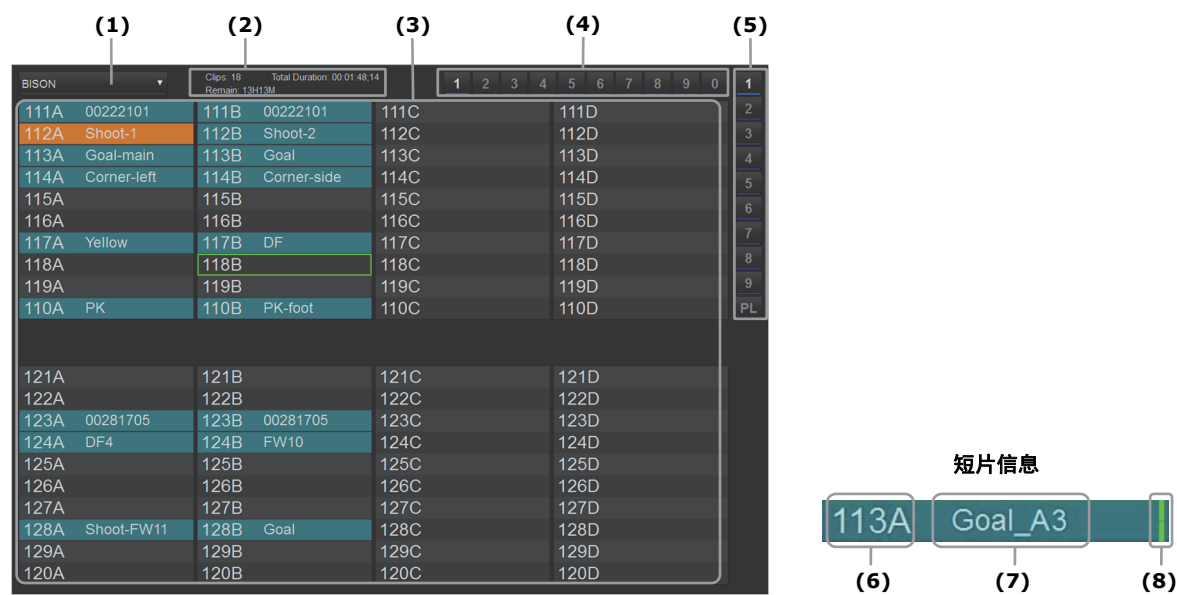 (1) (2) (3) (4) (5)
BISON ▼ Clips: 18 Total Duration: 00:01:48;14 1 2 3 4 5 6 7 8 9 0 1
Remain: 13H13M
111A 00222101 111B 00222101 111C 111D 2
112A Shoot-1 112B Shoot-2 112C 112D 3
113A Goal-main 113B Goal 113C 113D 4
114A Corner-left 114B Corner-side 114C 114D 5
115A 115B 115C 115D 6
116A 116B 116C 116D
117A Yellow 117B DF 117C 117D 7
118A 118B 118C 118D 8
119A 119B 119C 119D 9
110A PK 110B PK-foot 110C 110D PL
121A 121B 121C 121D
122A 122B 122C 122D
123A 00281705 123B 00281705 123C 123D
124A DF4 124B FW10 124C 124D
125A 125B 125C 125D
126A 126B 126C 126D
127A 127B 127C 127D
128A Shoot-FW11 128B Goal 128C 128D
129A 129B 129C 129D
120A 120B 120C 120D
短片信息
113A Goal_A3
(6) (7) (8)